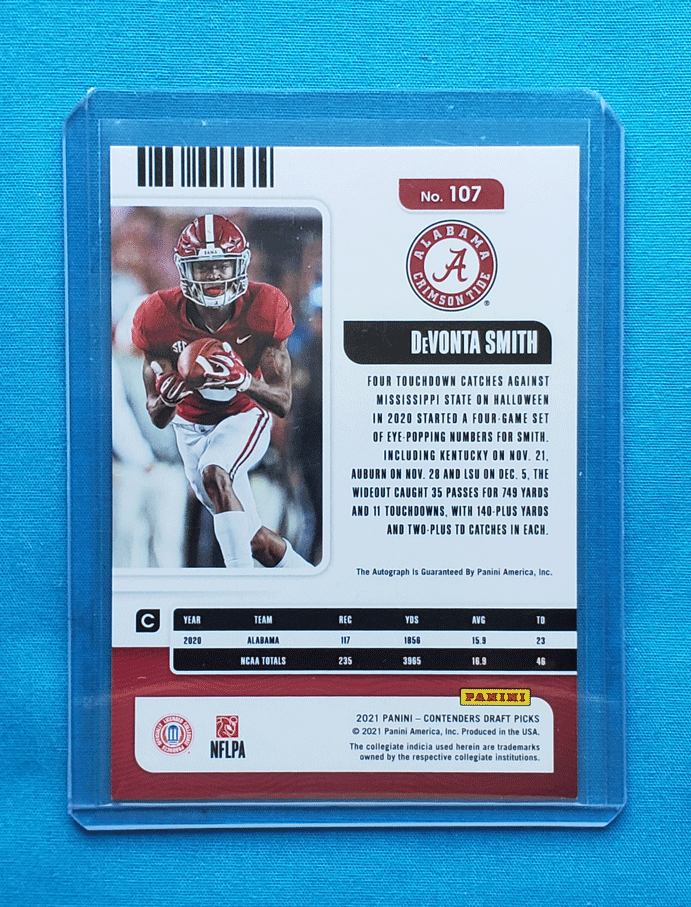 No. 107
ALABAMA
A
CRIMSON TIDE
®
BAMA
SEC
DEVONTA SMITH
FOUR TOUCHDOWN CATCHES AGAINST
MISSISSIPPI STATE ON HALLOWEEN
IN 2020 STARTED A FOUR-GAME SET
OF EYE-POPPING NUMBERS FOR SMITH.
INCLUDING KENTUCKY ON NOV. 21,
AUBURN ON NOV. 28 AND LSU ON DEC. 5, THE
WIDEOUT CAUGHT 35 PASSES FOR 749 YARDS
AND 11 TOUCHDOWNS, WITH 140-PLUS YARDS
AND TWO-PLUS TD CATCHES IN EACH.
The Autograph Is Guaranteed By Panini America, Inc.
C YEAR TEAM REC YDS AVG TD
2020 ALABAMA 117 1856 15.9 23
NCAA TOTALS 235 3965 16.9 46
PANINI
OFFICIALLY LICENSED COLLEGIATE PRODUCTS
NFLPA
2021 PANINI – CONTENDERS DRAFT PICKS
© 2021 Panini America, Inc. Produced in the USA.
The collegiate indicia used herein are trademarks
owned by the respective collegiate institutions.